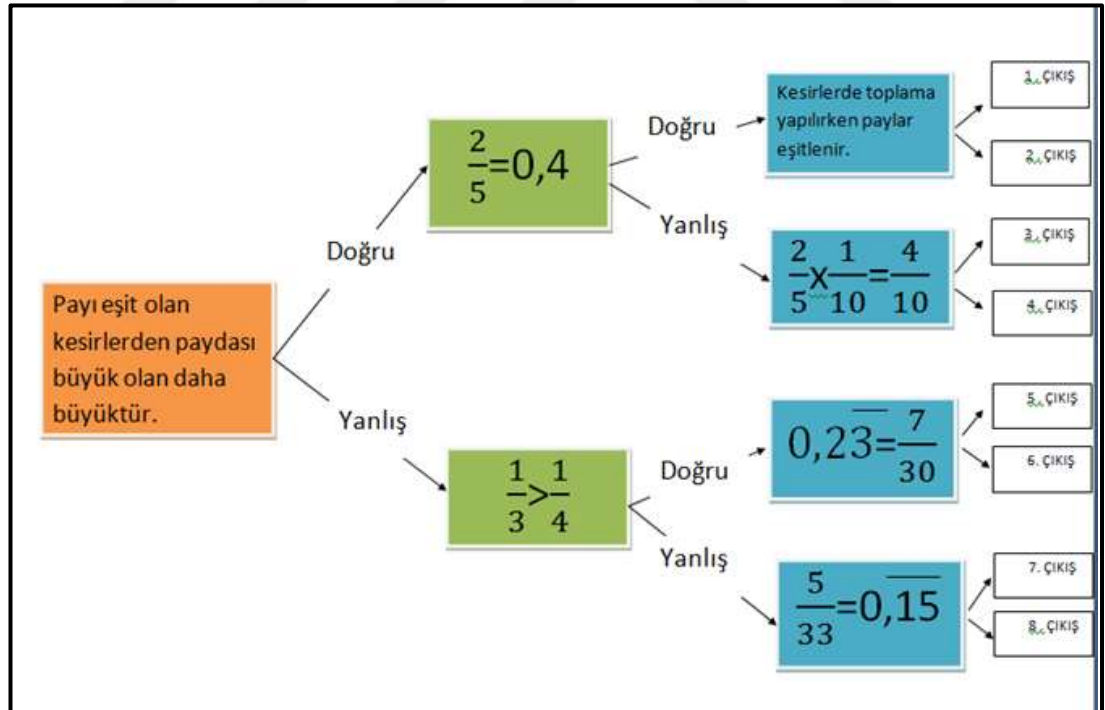 Payı eşit olan
kesirlerden paydası
büyük olan daha
büyüktür.
Doğru
Yanlış
2/5=0,4
1/3>1/4
Doğru
Yanlış
Doğru
Yanlış
Kesirlerde toplama
yapılırken paylar
eşitlenir.
2/5x1/10=4/10
0,23̅=7/30
5/33=0,1̅5̅
1. ÇIKIŞ
2. ÇIKIŞ
3. ÇIKIŞ
4. ÇIKIŞ
5. ÇIKIŞ
6. ÇIKIŞ
7. ÇIKIŞ
8. ÇIKIŞ